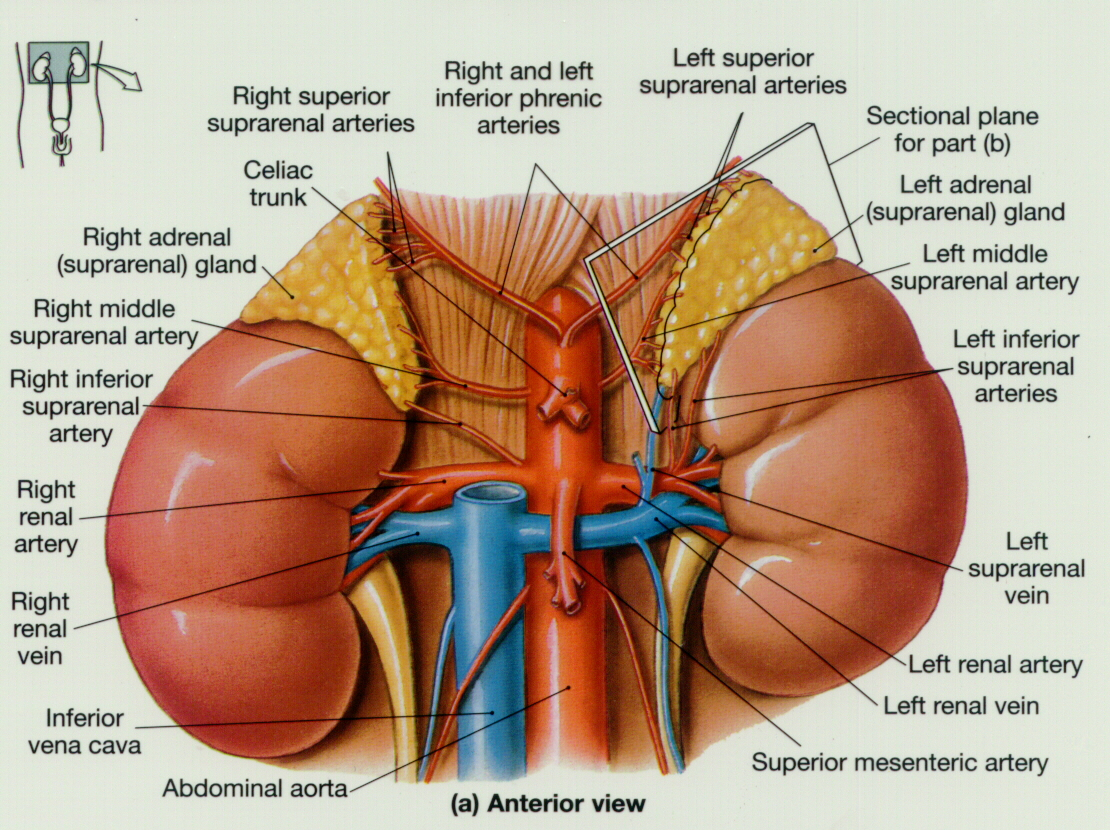 Right superior
suprarenal arteries
Right and left
inferior phrenic
arteries
Left superior
suprarenal arteries
Sectional plane
for part (b)
Celiac
trunk
Left adrenal
(suprarenal) gland
Right adrenal
(suprarenal) gland
Left middle
suprarenal artery
Right middle
suprarenal artery
Left inferior
suprarenal
arteries
Right inferior
suprarenal
artery
Right
renal
artery
Left
suprarenal
vein
Right
renal
vein
Left renal artery
Left renal vein
Inferior
vena cava
Superior mesenteric artery
Abdominal aorta
(a) Anterior view